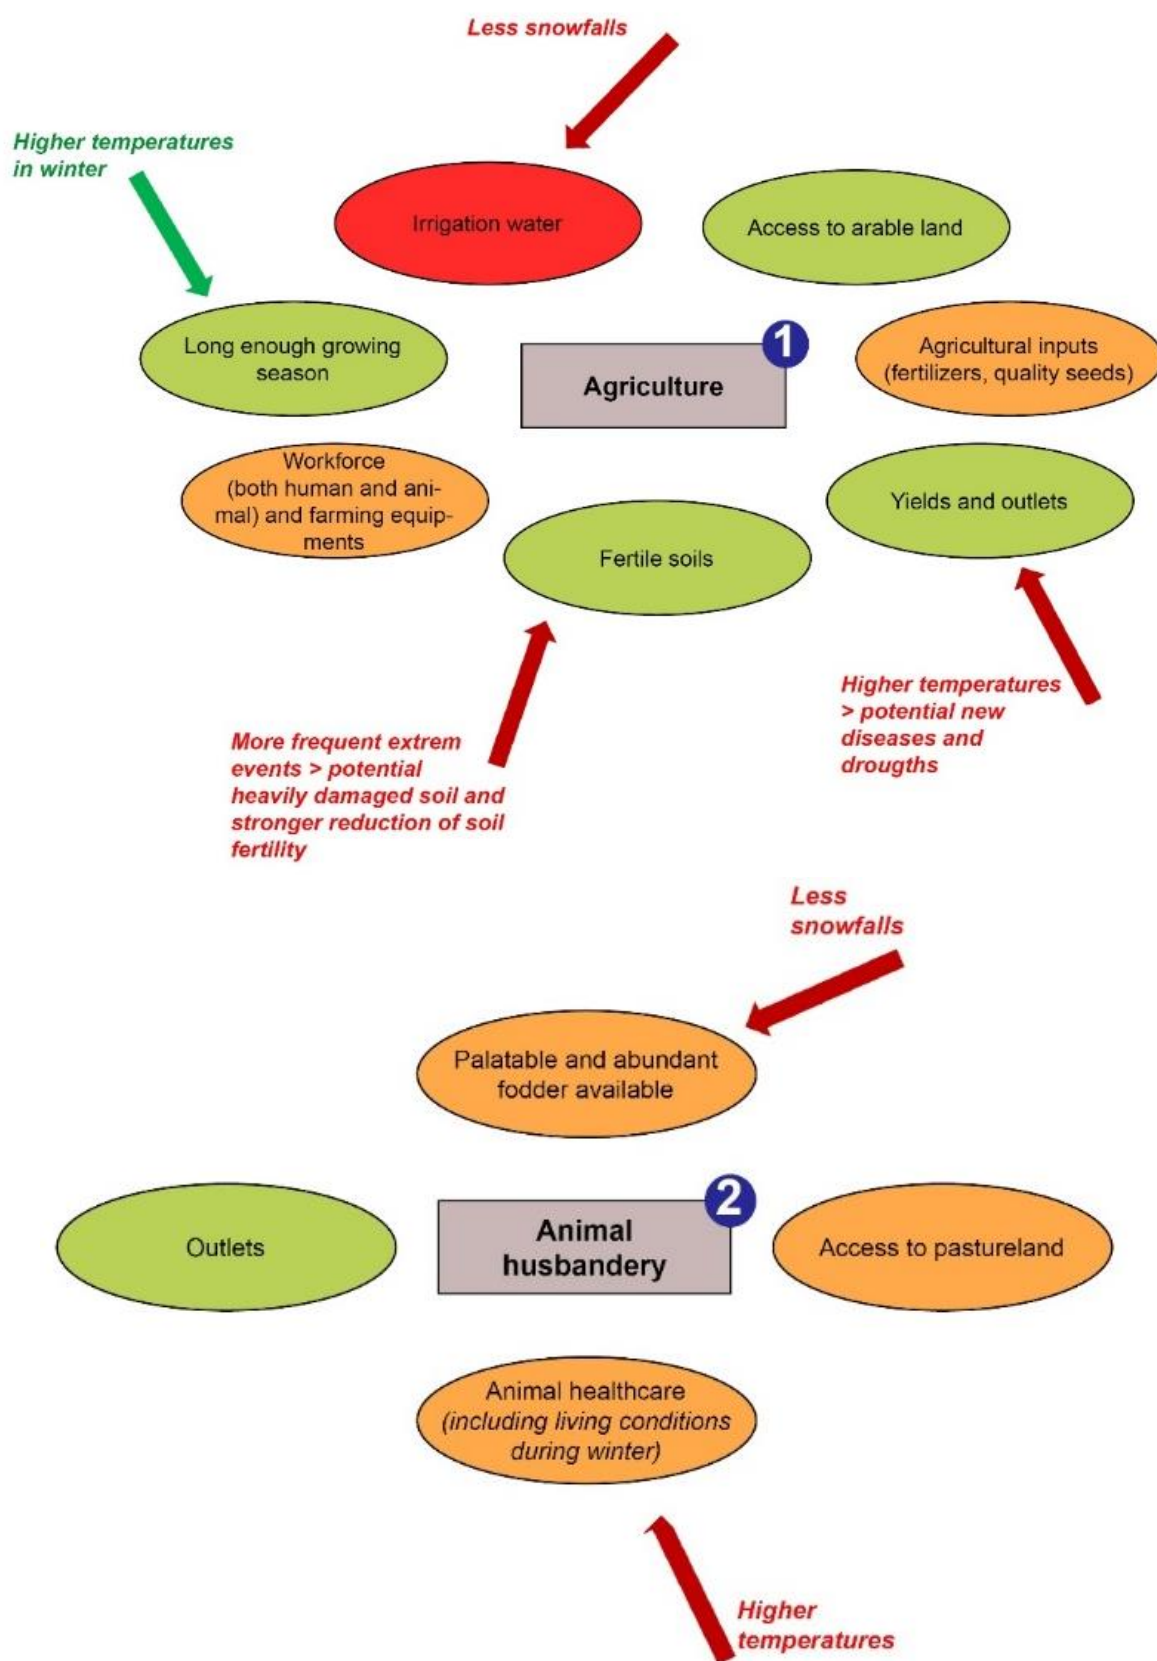 Less snowfalls
Higher temperatures
in winter
Irrigation water
Access to arable land
Long enough growing
season
1
Agriculture
Agricultural inputs
(fertilizers, quality seeds)
Workforce
(both human and ani-
mal) and farming equip-
ments
Fertile soils
Yields and outlets
More frequent extrem
events > potential
heavily damaged soil and
stronger reduction of soil
fertility
Higher temperatures
> potential new
diseases and
drougths
Less
snowfalls
Palatable and abundant
fodder available
Outlets
2
Animal
husbandery
Access to pastureland
Animal healthcare
(including living conditions
during winter)
Higher
temperatures